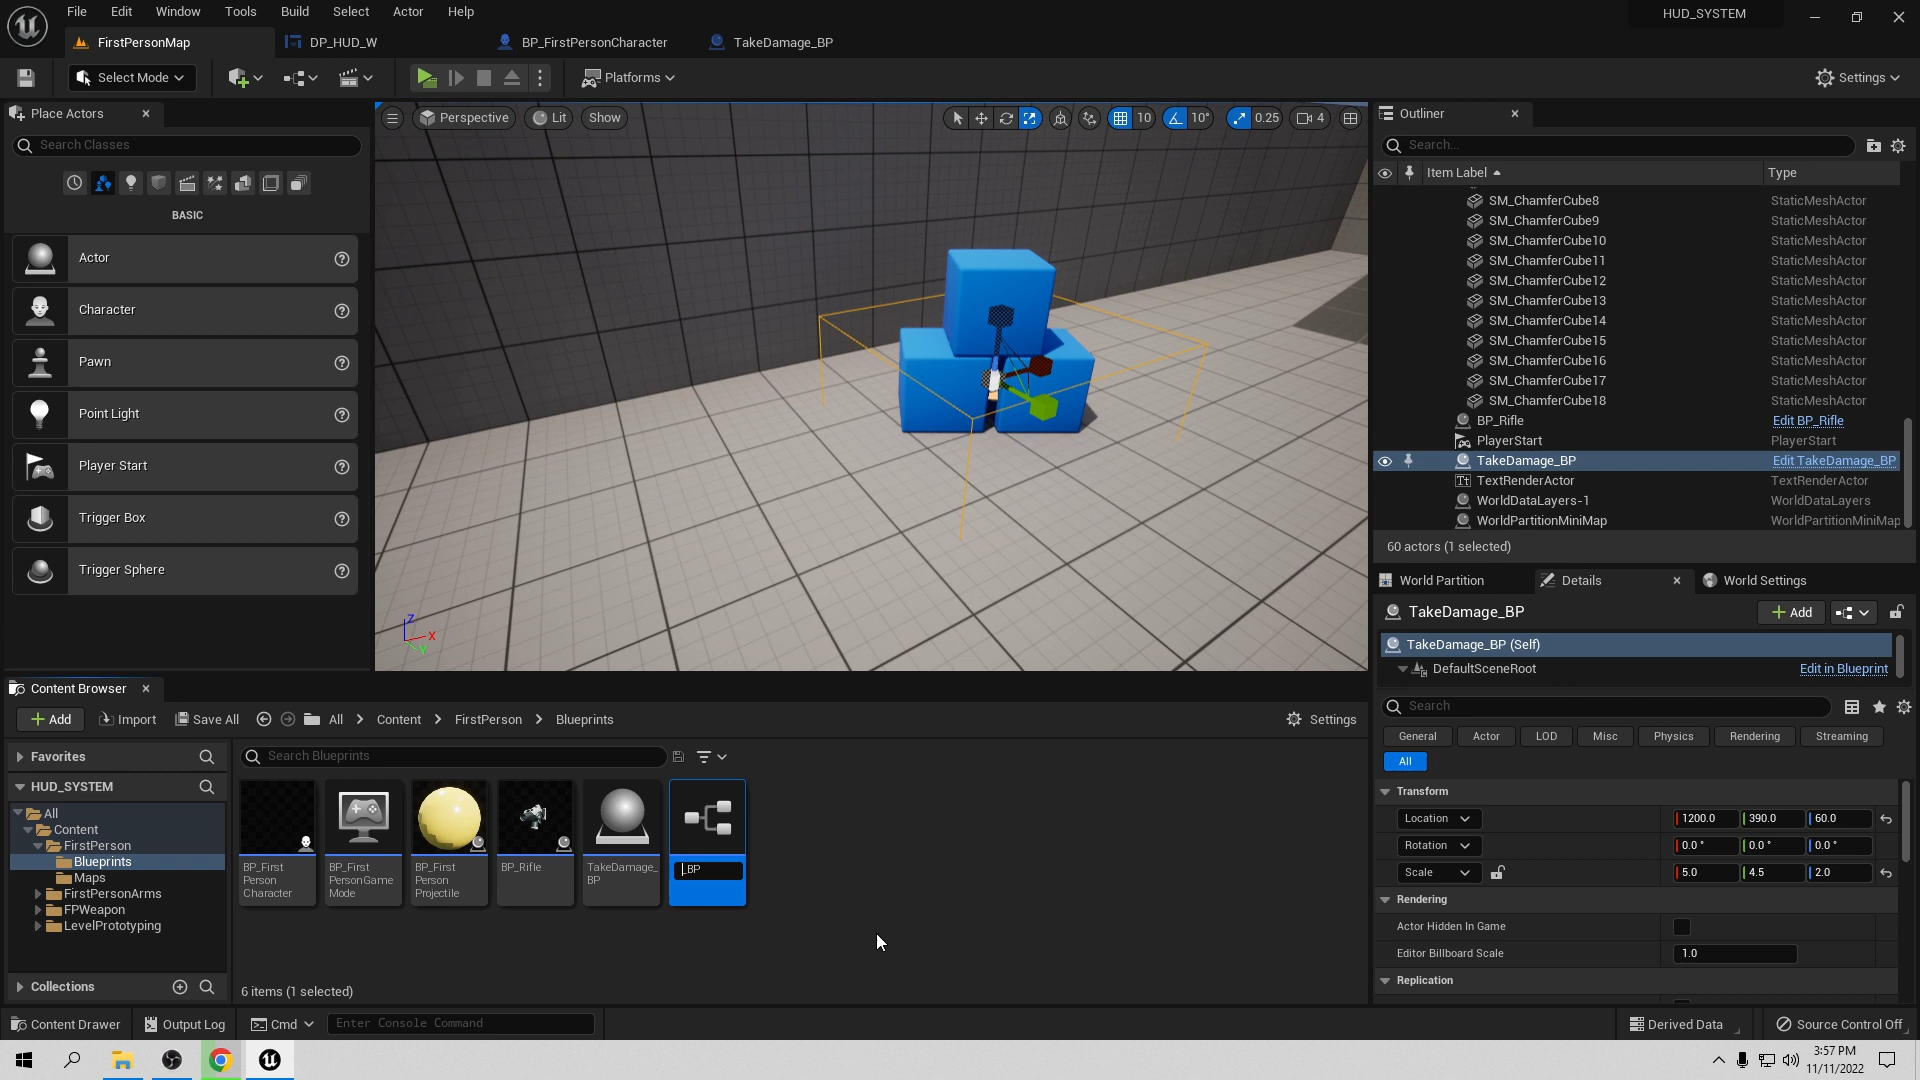 File Edit Window Tools Build Select Actor Help HUD_SYSTEM
FirstPersonMap DP_HUD_W BP_FirstPersonCharacter TakeDamage_BP
Select Mode Platforms Settings
Place Actors
Search Classes
BASIC
Actor
Character
Pawn
Point Light
Player Start
Trigger Box
Trigger Sphere
Perspective Lit Show 10 10° 0.25 4
Z
X
Y
Outliner
Search...
Item Label Type
SM_ChamferCube8 StaticMeshActor
SM_ChamferCube9 StaticMeshActor
SM_ChamferCube10 StaticMeshActor
SM_ChamferCube11 StaticMeshActor
SM_ChamferCube12 StaticMeshActor
SM_ChamferCube13 StaticMeshActor
SM_ChamferCube14 StaticMeshActor
SM_ChamferCube15 StaticMeshActor
SM_ChamferCube16 StaticMeshActor
SM_ChamferCube17 StaticMeshActor
SM_ChamferCube18 StaticMeshActor
BP_Rifle Edit BP_Rifle
PlayerStart PlayerStart
TakeDamage_BP Edit TakeDamage_BP
Tt TextRenderActor TextRenderActor
WorldDataLayers-1 WorldDataLayers
WorldPartitionMiniMap WorldPartitionMiniMap
60 actors (1 selected)
World Partition Details World Settings
TakeDamage_BP Add
TakeDamage_BP (Self)
DefaultSceneRoot Edit in Blueprint
Search
General Actor LOD Misc Physics Rendering Streaming
All
Transform
Location 1200.0 390.0 60.0
Rotation 0.0° 0.0° 0.0°
Scale 5.0 4.5 2.0
Rendering
Actor Hidden In Game
Editor Billboard Scale 1.0
Replication
Content Browser
Add Import Save All All Content FirstPerson Blueprints Settings
Favorites
HUD_SYSTEM
All
Content
FirstPerson
Blueprints
Maps
FirstPersonArms
FPWeapon
LevelPrototyping
Collections
Search Blueprints
BP_First
Person
Character
BP_First
PersonGame
Mode
BP_First
Person
Projectile
BP_Rifle
TakeDamage_
BP
_BP
6 items (1 selected)
Content Drawer Output Log Cmd Enter Console Command Derived Data Source Control Off
3:57 PM
11/11/2022